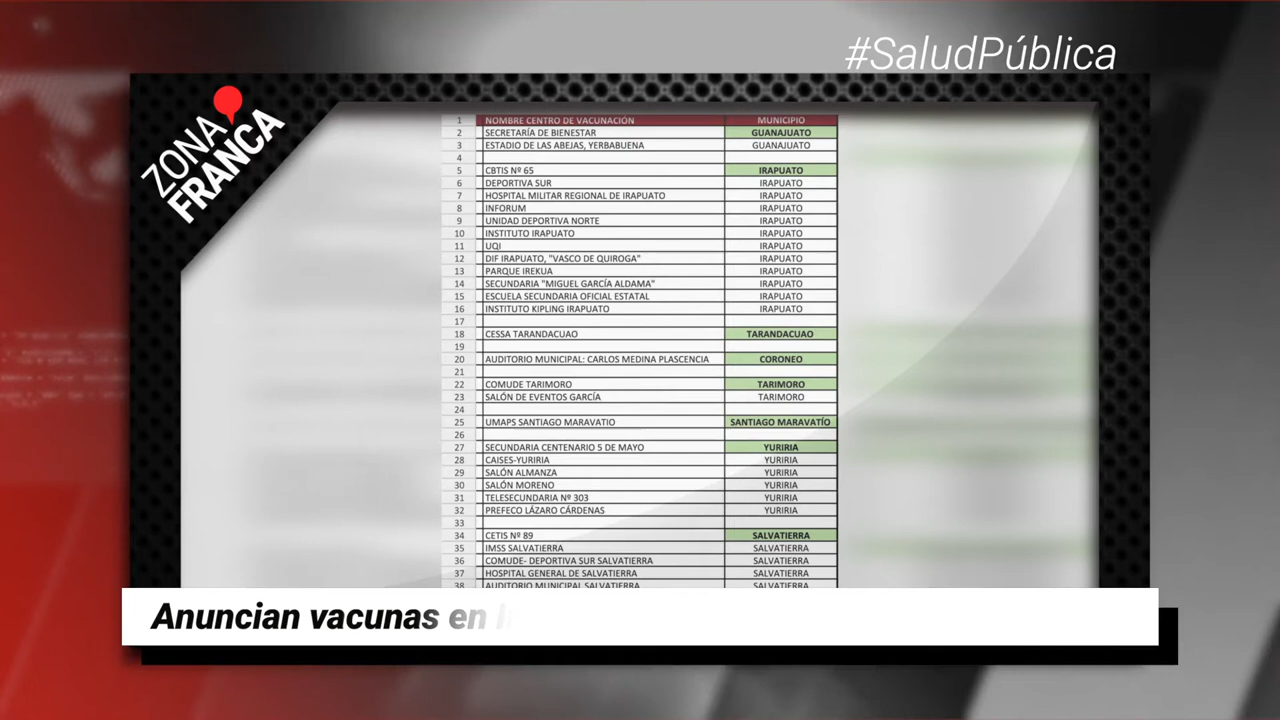 #SaludPública
ZONA
FRANCA
1 NOMBRE CENTRO DE VACUNACIÓN MUNICIPIO
2 SECRETARÍA DE BIENESTAR GUANAJUATO
3 ESTADIO DE LAS ABEJAS, YERBABUENA GUANAJUATO
4
5 CBTIS Nº 65 IRAPUATO
6 DEPORTIVA SUR IRAPUATO
7 HOSPITAL MILITAR REGIONAL DE IRAPUATO IRAPUATO
8 INFORUM IRAPUATO
9 UNIDAD DEPORTIVA NORTE IRAPUATO
10 INSTITUTO IRAPUATO IRAPUATO
11 UQI IRAPUATO
12 DIF IRAPUATO, "VASCO DE QUIROGA" IRAPUATO
13 PARQUE IREKUA IRAPUATO
14 SECUNDARIA "MIGUEL GARCÍA ALDAMA" IRAPUATO
15 ESCUELA SECUNDARIA OFICIAL ESTATAL IRAPUATO
16 INSTITUTO KIPLING IRAPUATO IRAPUATO
17
18 CESSA TARANDACUAO TARANDACUAO
19
20 AUDITORIO MUNICIPAL: CARLOS MEDINA PLASCENCIA CORONEO
21
22 COMUDE TARIMORO TARIMORO
23 SALÓN DE EVENTOS GARCÍA TARIMORO
24
25 UMAPS SANTIAGO MARAVATIO SANTIAGO MARAVATÍO
26
27 SECUNDARIA CENTENARIO 5 DE MAYO YURIRIA
28 CAISES-YURIRIA YURIRIA
29 SALÓN ALMANZA YURIRIA
30 SALÓN MORENO YURIRIA
31 TELESECUNDARIA Nº 303 YURIRIA
32 PREFECO LÁZARO CÁRDENAS YURIRIA
33
34 CETIS Nº 89 SALVATIERRA
35 IMSS SALVATIERRA SALVATIERRA
36 COMUDE- DEPORTIVA SUR SALVATIERRA SALVATIERRA
37 HOSPITAL GENERAL DE SALVATIERRA SALVATIERRA
38 AUDITORIO MUNICIPAL SALVATIERRA SALVATIERRA
Anuncian vacunas en